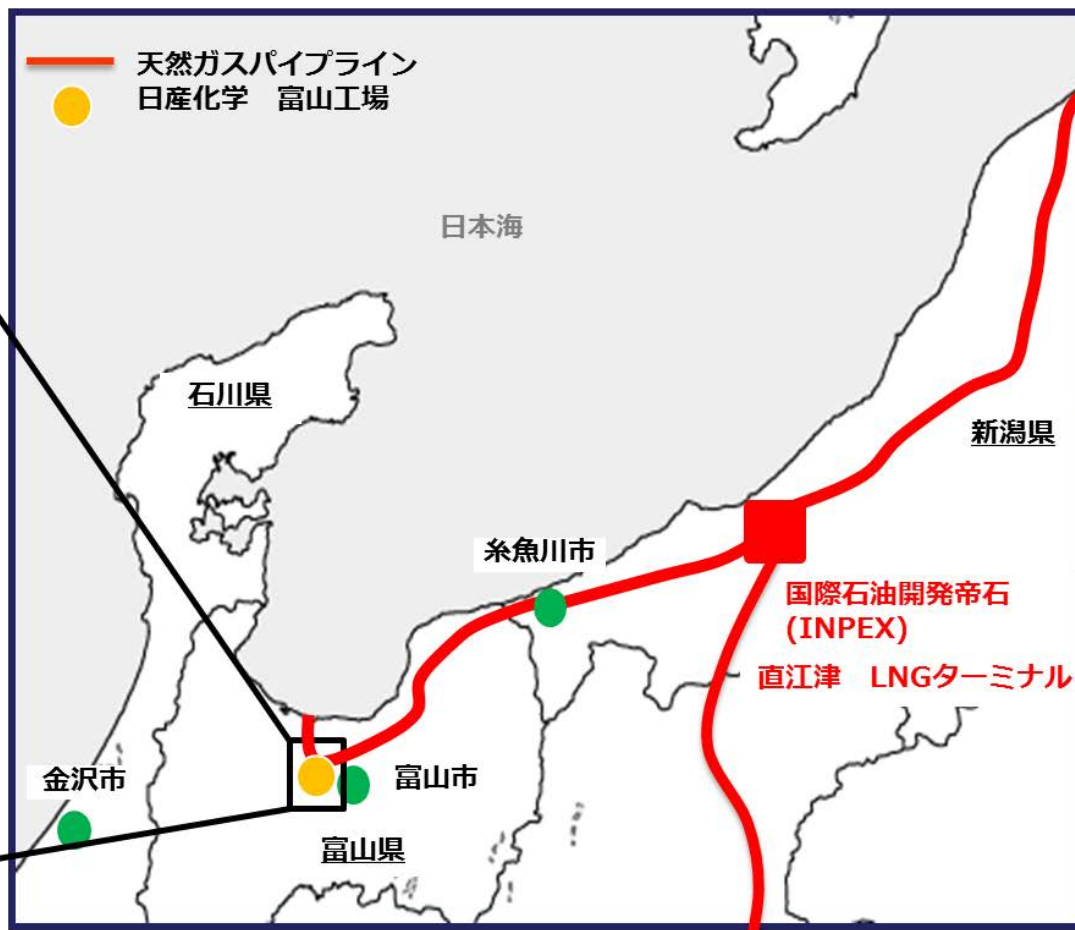 天然ガスパイプライン
日産化学　富山工場
日本海
石川県
新潟県
糸魚川市
国際石油開発帝石
(INPEX)
直江津　LNGターミナル
金沢市
富山市
富山県